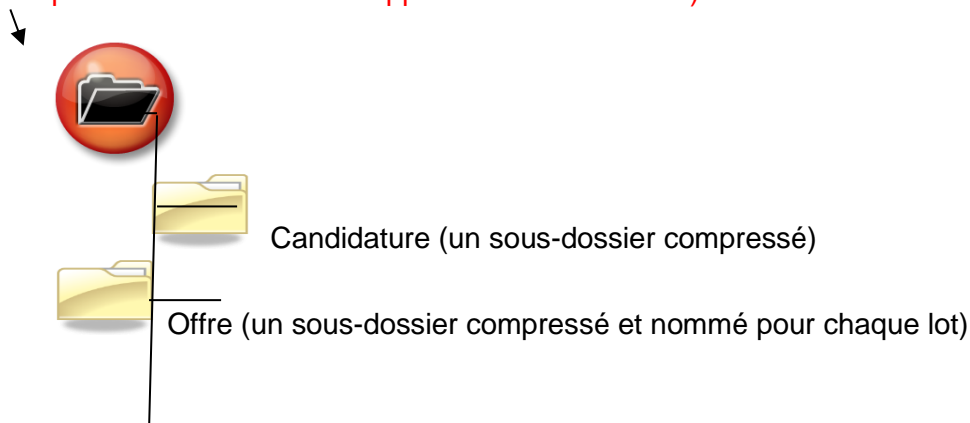 Candidature (un sous-dossier compressé)
Offre (un sous-dossier compressé et nommé pour chaque lot)